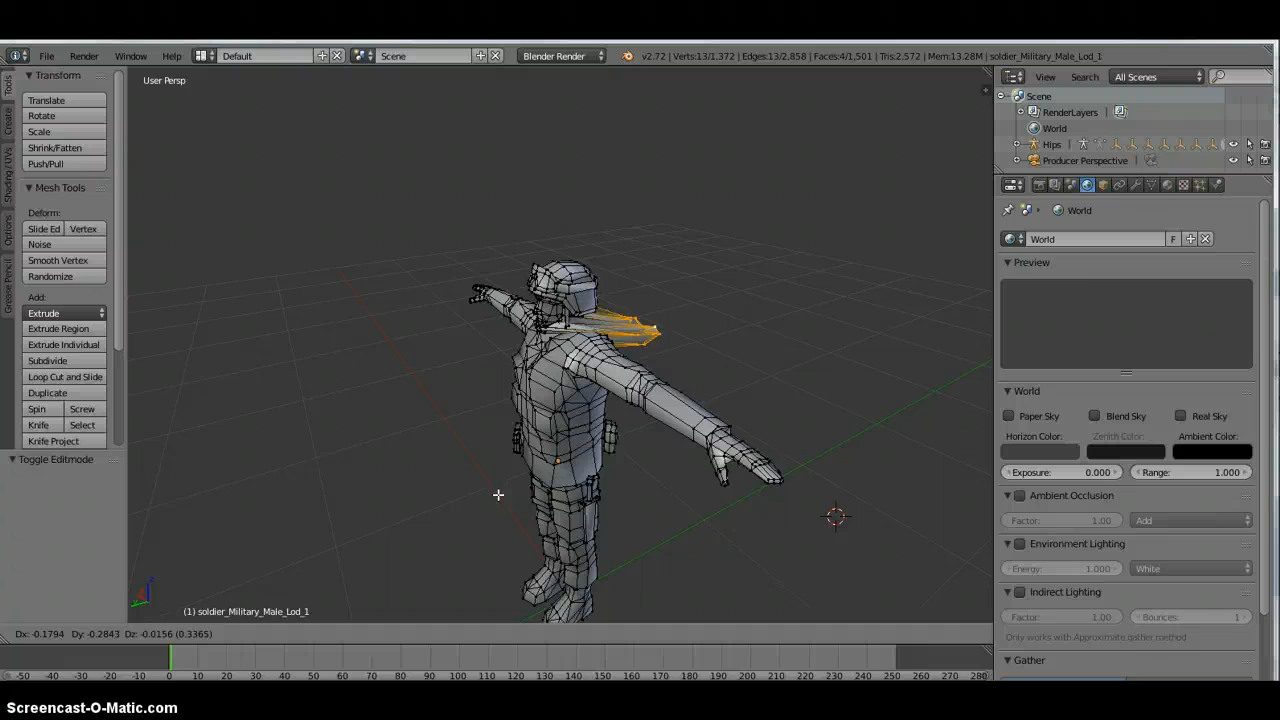 File Render Window Help Default Scene Blender Render v2.72 | Verts:13/1,372 | Edges:13/2,858 | Faces:4/1,501 | Tris:2,572 | Mem:13.28M | soldier_Military_Male_Lod_1
Transform
Translate
Rotate
Scale
Shrink/Fatten
Push/Pull
Mesh Tools
Deform:
Slide Ed Vertex
Noise
Smooth Vertex
Randomize
Add:
Extrude
Extrude Region
Extrude Individual
Subdivide
Loop Cut and Slide
Duplicate
Spin Screw
Knife Select
Knife Project
Toggle Editmode
Tools
Create
Shading / UVs
Options
Grease Pencil
User Persp
(1) soldier_Military_Male_Lod_1
Dx: -0.1794 Dy: -0.2843 Dz: -0.0156 (0.3365)
-50 -40 -30 -20 -10 0 10 20 30 40 50 60 70 80 90 100 110 120 130 140 150 160 170 180 190 200 210 220 230 240 250 260 270 280
View Search All Scenes
Scene
RenderLayers
World
Hips
Producer Perspective
World
World F
Preview
World
Paper Sky Blend Sky Real Sky
Horizon Color: Zenith Color: Ambient Color:
Exposure: 0.000 Range: 1.000
Ambient Occlusion
Factor: 1.00 Add
Environment Lighting
Energy: 1.000 White
Indirect Lighting
Factor: 1.00 Bounces: 1
Only works with Approximate gather method
Gather
Screencast-O-Matic.com